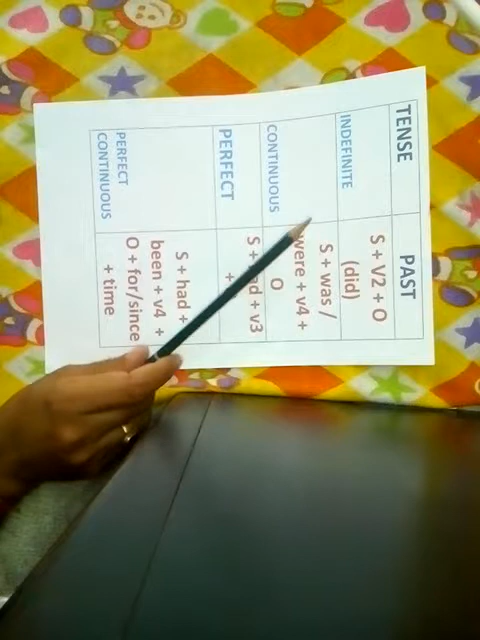 TENSE PAST
INDEFINITE S + V2 + O
(did)
CONTINUOUS S + was /
were + v4 +
O
PERFECT + v3
+
PERFECT
CONTINUOUS
S + had +
been + v4 +
O + for/since
+ time